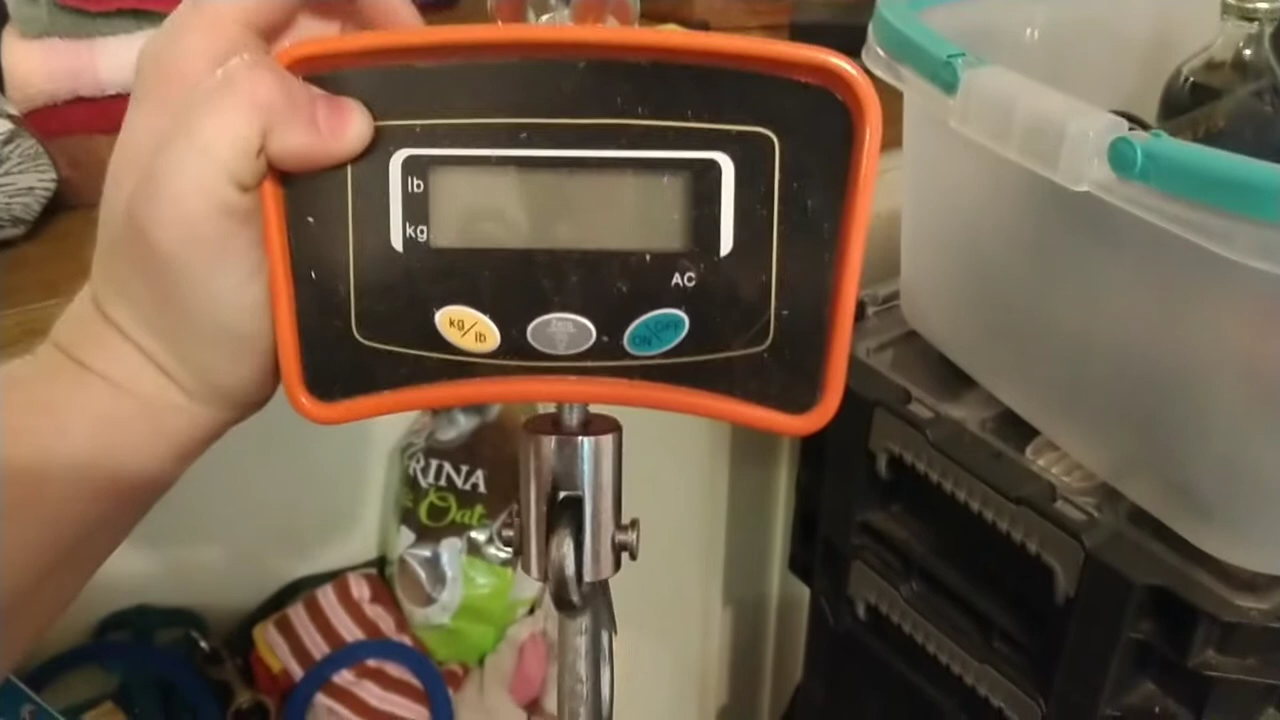 lb
kg
AC
kg/lb
ON OFF
RINA
Oat